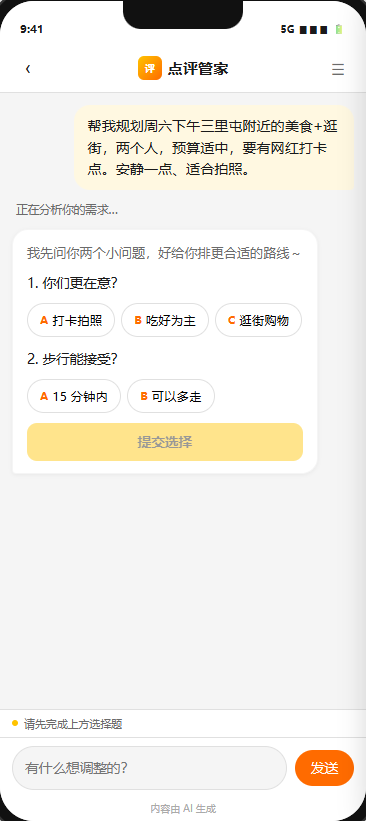 9:41
5G
‹ 评 点评管家 ☰
帮我规划周六下午三里屯附近的美食+逛
街，两个人，预算适中，要有网红打卡
点。安静一点、适合拍照。
正在分析你的需求...
我先问你两个小问题，好给你排更合适的路线～
1. 你们更在意?
A 打卡拍照 B 吃好为主 C 逛街购物
2. 步行能接受?
A 15 分钟内 B 可以多走
提交选择
请先完成上方选择题
有什么想调整的? 发送
内容由 AI 生成